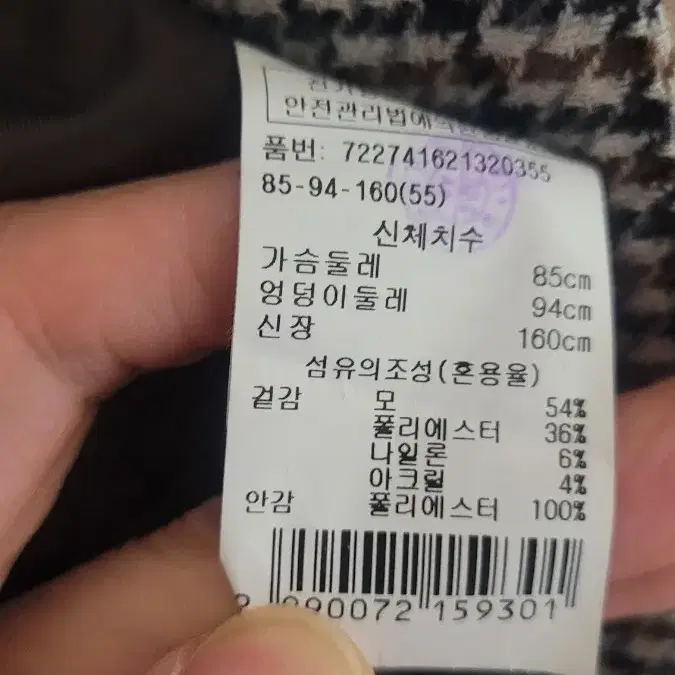 안전관리법에
품번: 722741621320355
85-94-160(55)
신체치수
가슴둘레 85cm
엉덩이둘레 94cm
신장 160cm
섬유의조성(혼용율)
겉감 모 54%
폴리에스터 36%
나일론 6%
아크릴 4%
안감 폴리에스터 100%
90072 159301